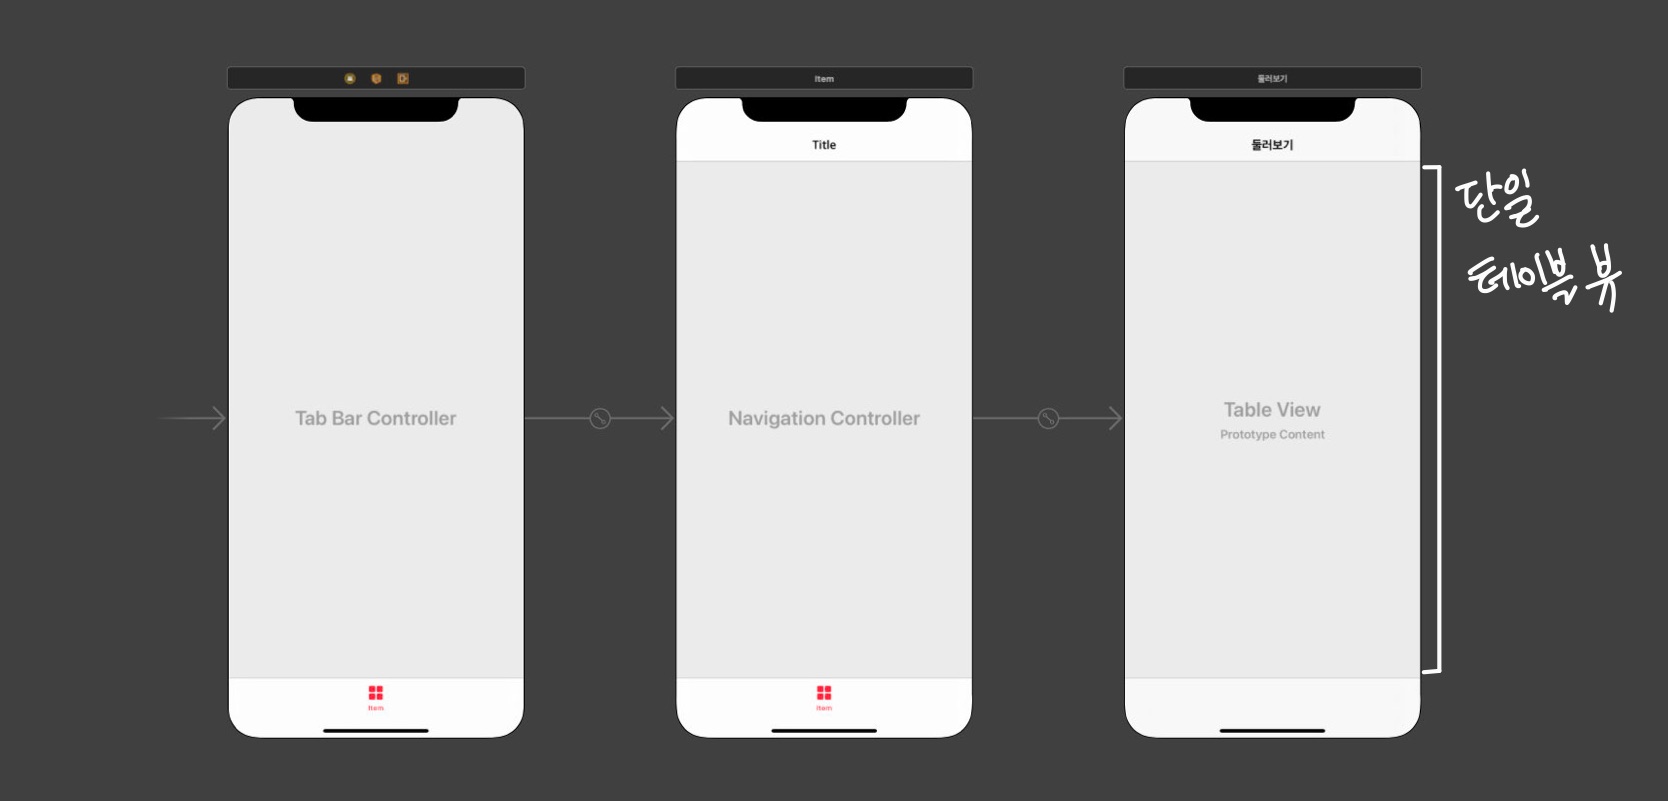 Item
둘러보기
Title
둘러보기
단일
테이블 뷰
Tab Bar Controller
Navigation Controller
Table View
Prototype Content
Item
Item